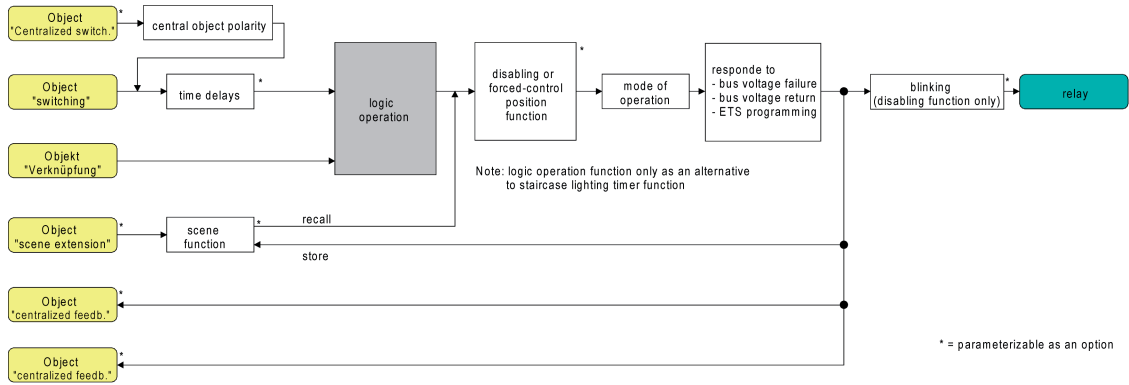 Object
"Centralized switch."
*
central object polarity
Object
"switching"
time delays
*
logic
operation
disabling or
forced-control
position
function
*
mode of
operation
responde to
- bus voltage failure
- bus voltage return
- ETS programming
blinking
(disabling function only)
*
relay
Objekt
"Verknüpfung"
Note: logic operation function only as an alternative
to staircase lighting timer function
Object
"scene extension"
*
scene
function
*
recall
store
Object
"centralized feedb."
*
Object
"centralized feedb."
*
* = parameterizable as an option